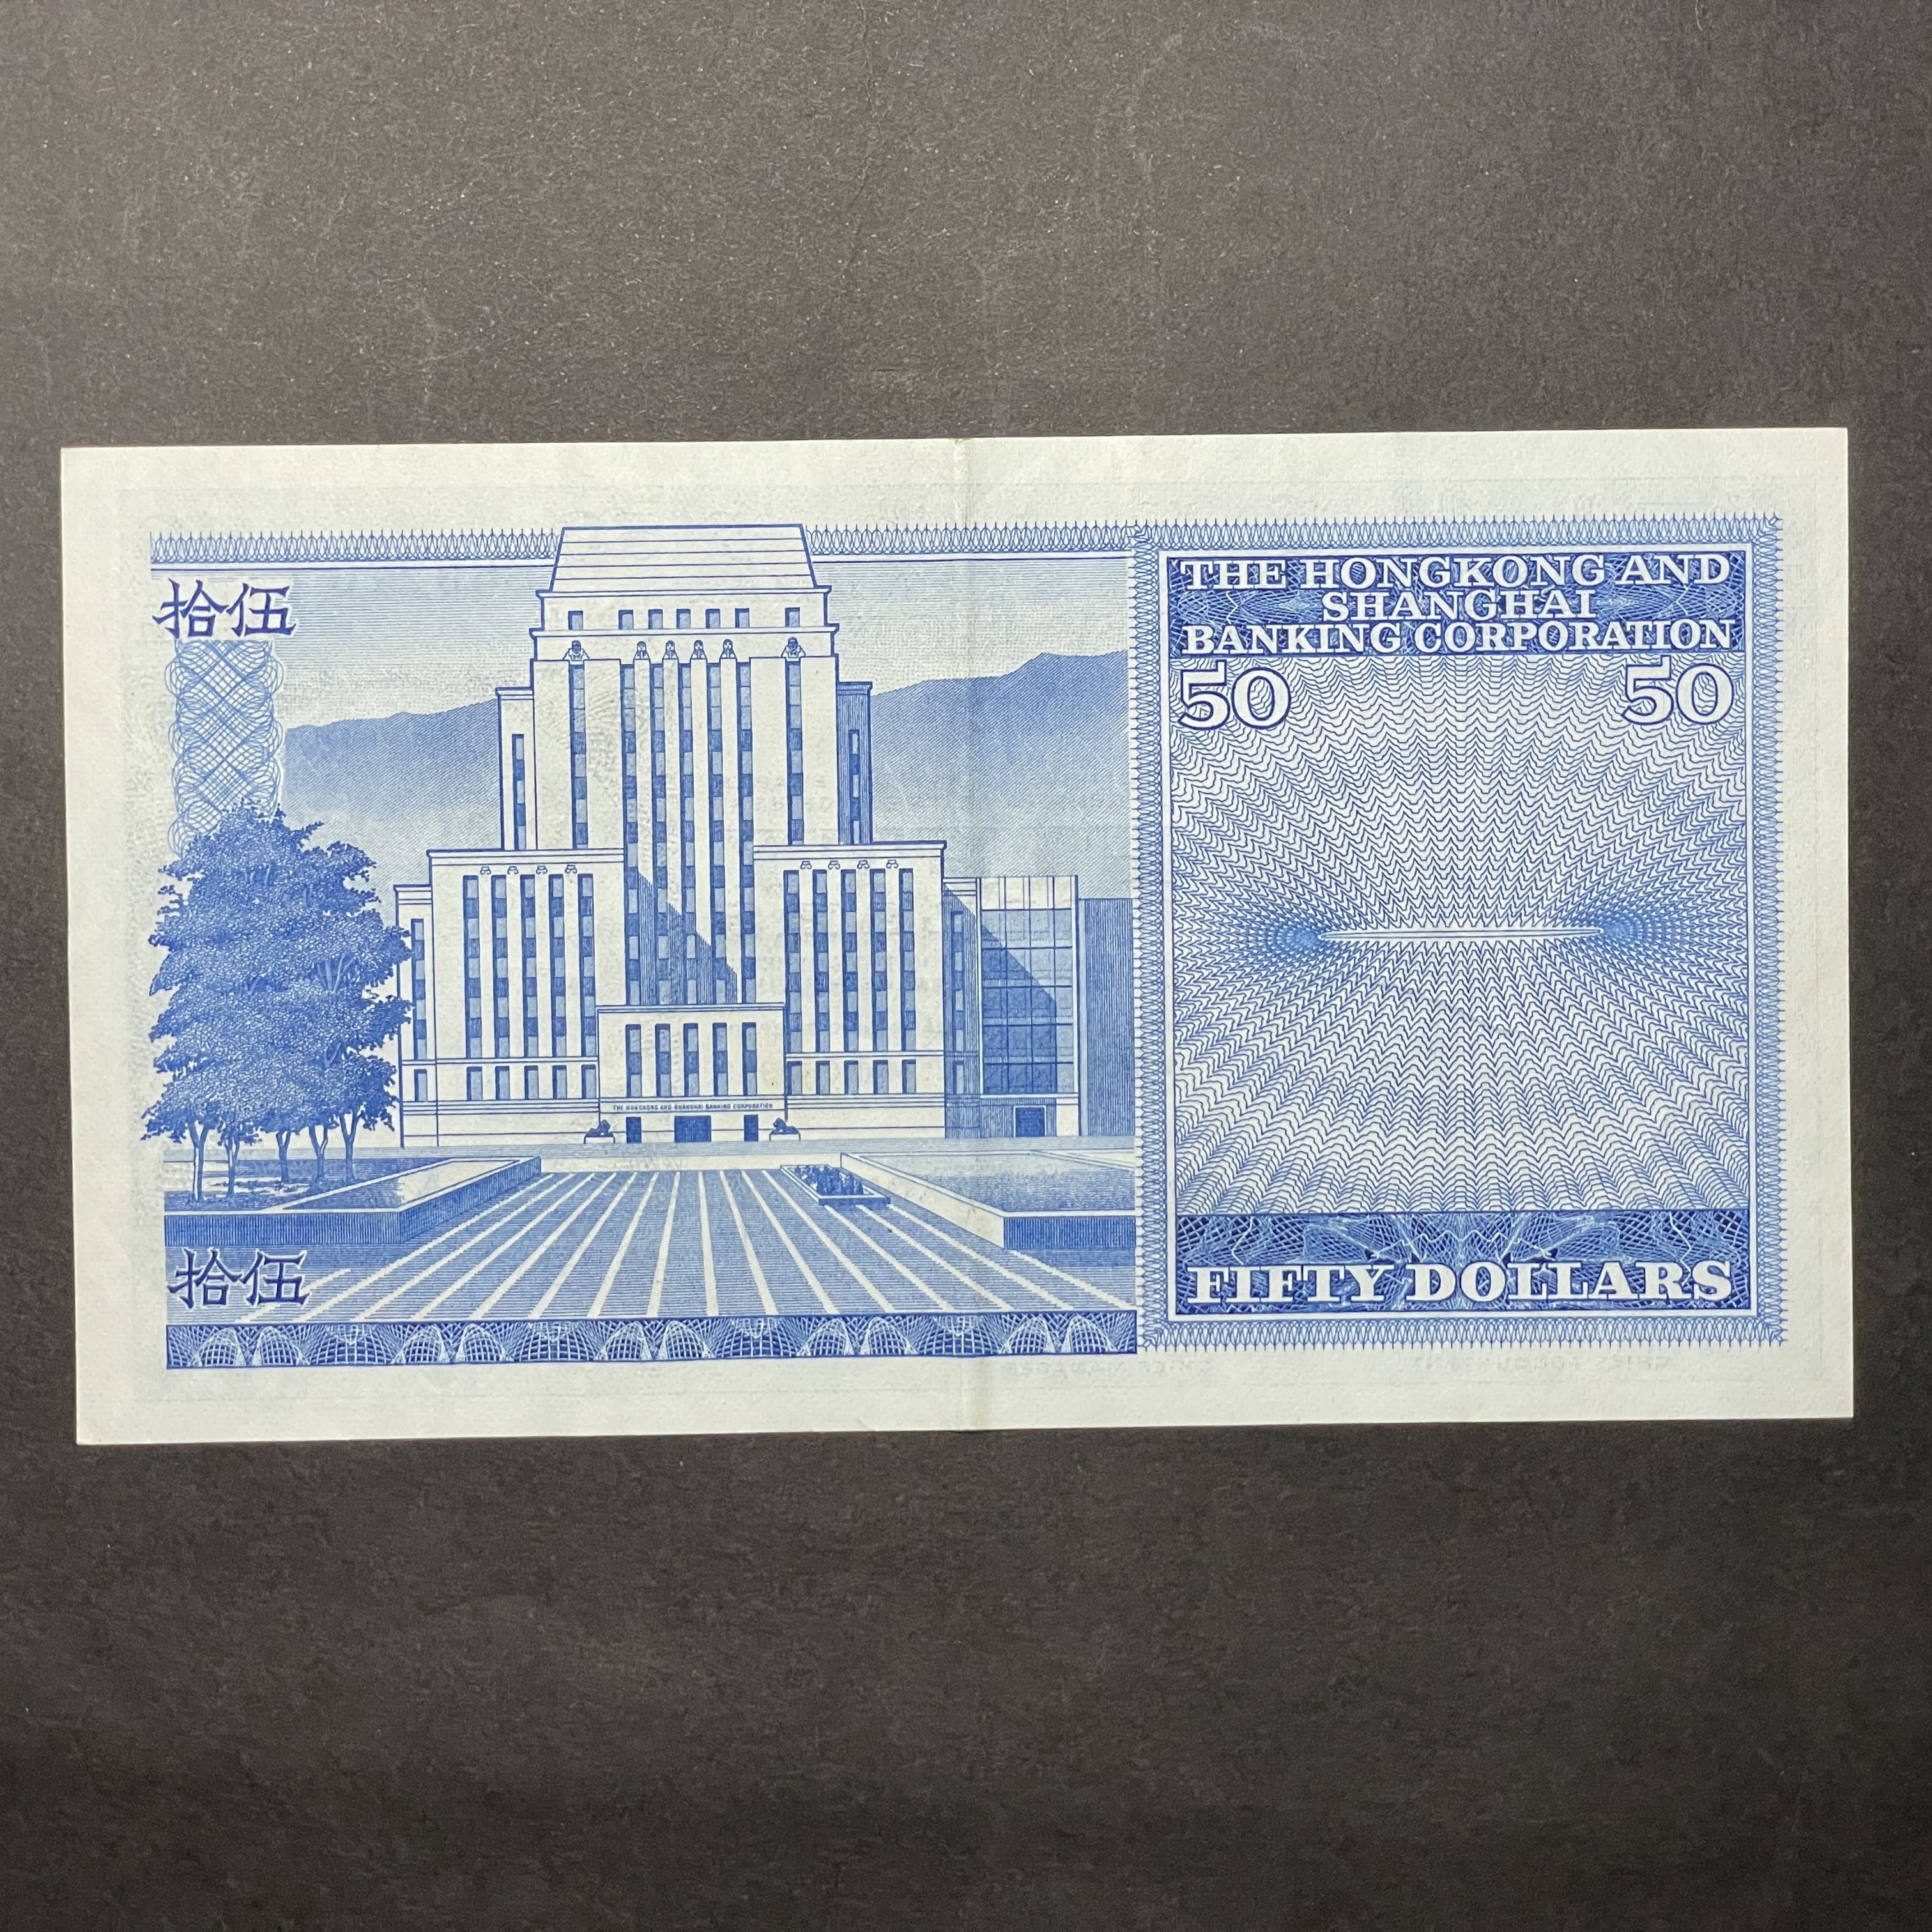 拾伍
THE HONGKONG AND
SHANGHAI
BANKING CORPORATION
50 50
THE HONGKONG AND SHANGHAI BANKING CORPORATION
拾伍
FIFTY DOLLARS